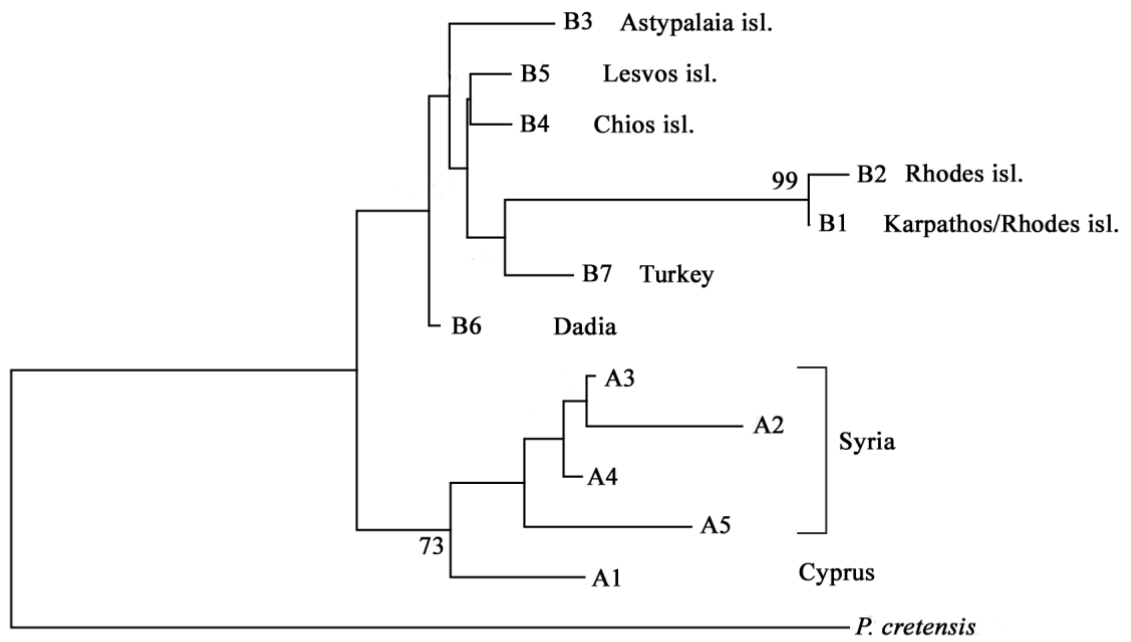 B3 Astypalaia isl.
B5 Lesvos isl.
B4 Chios isl.
99 B2 Rhodes isl.
B1 Karpathos/Rhodes isl.
B7 Turkey
B6 Dadia
A3
A2
Syria
A4
A5
73
Cyprus
A1
P. cretensis